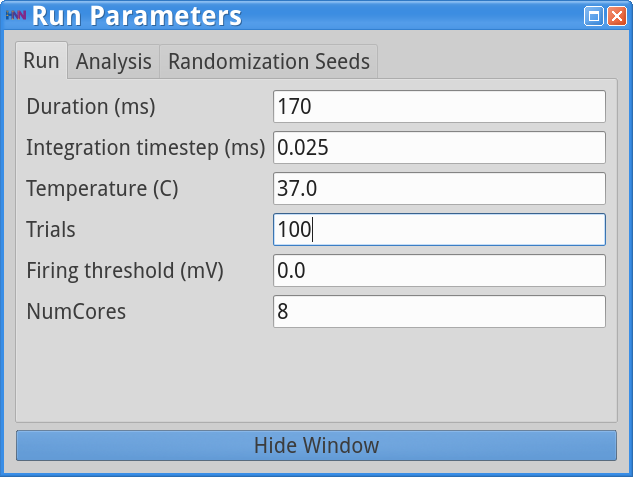 HNN Run Parameters
Run Analysis Randomization Seeds
Duration (ms) 170
Integration timestep (ms) 0.025
Temperature (C) 37.0
Trials 100
Firing threshold (mV) 0.0
NumCores 8
Hide Window